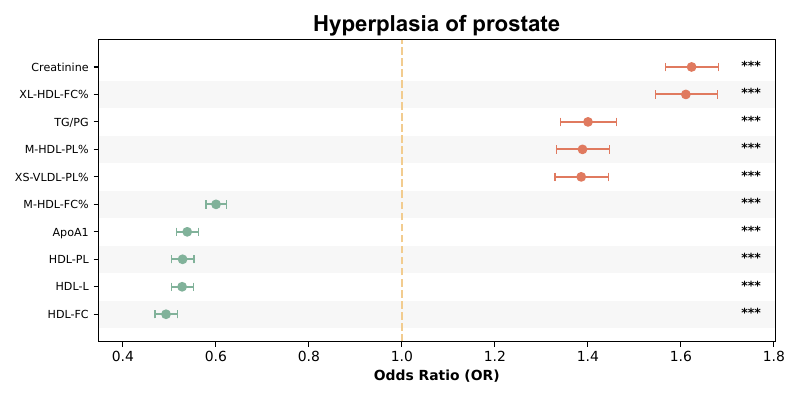 Hyperplasia of prostate
Creatinine ***
XL-HDL-FC% ***
TG/PG ***
M-HDL-PL% ***
XS-VLDL-PL% ***
M-HDL-FC% ***
ApoA1 ***
HDL-PL ***
HDL-L ***
HDL-FC ***
0.4 0.6 0.8 1.0 1.2 1.4 1.6 1.8
Odds Ratio (OR)